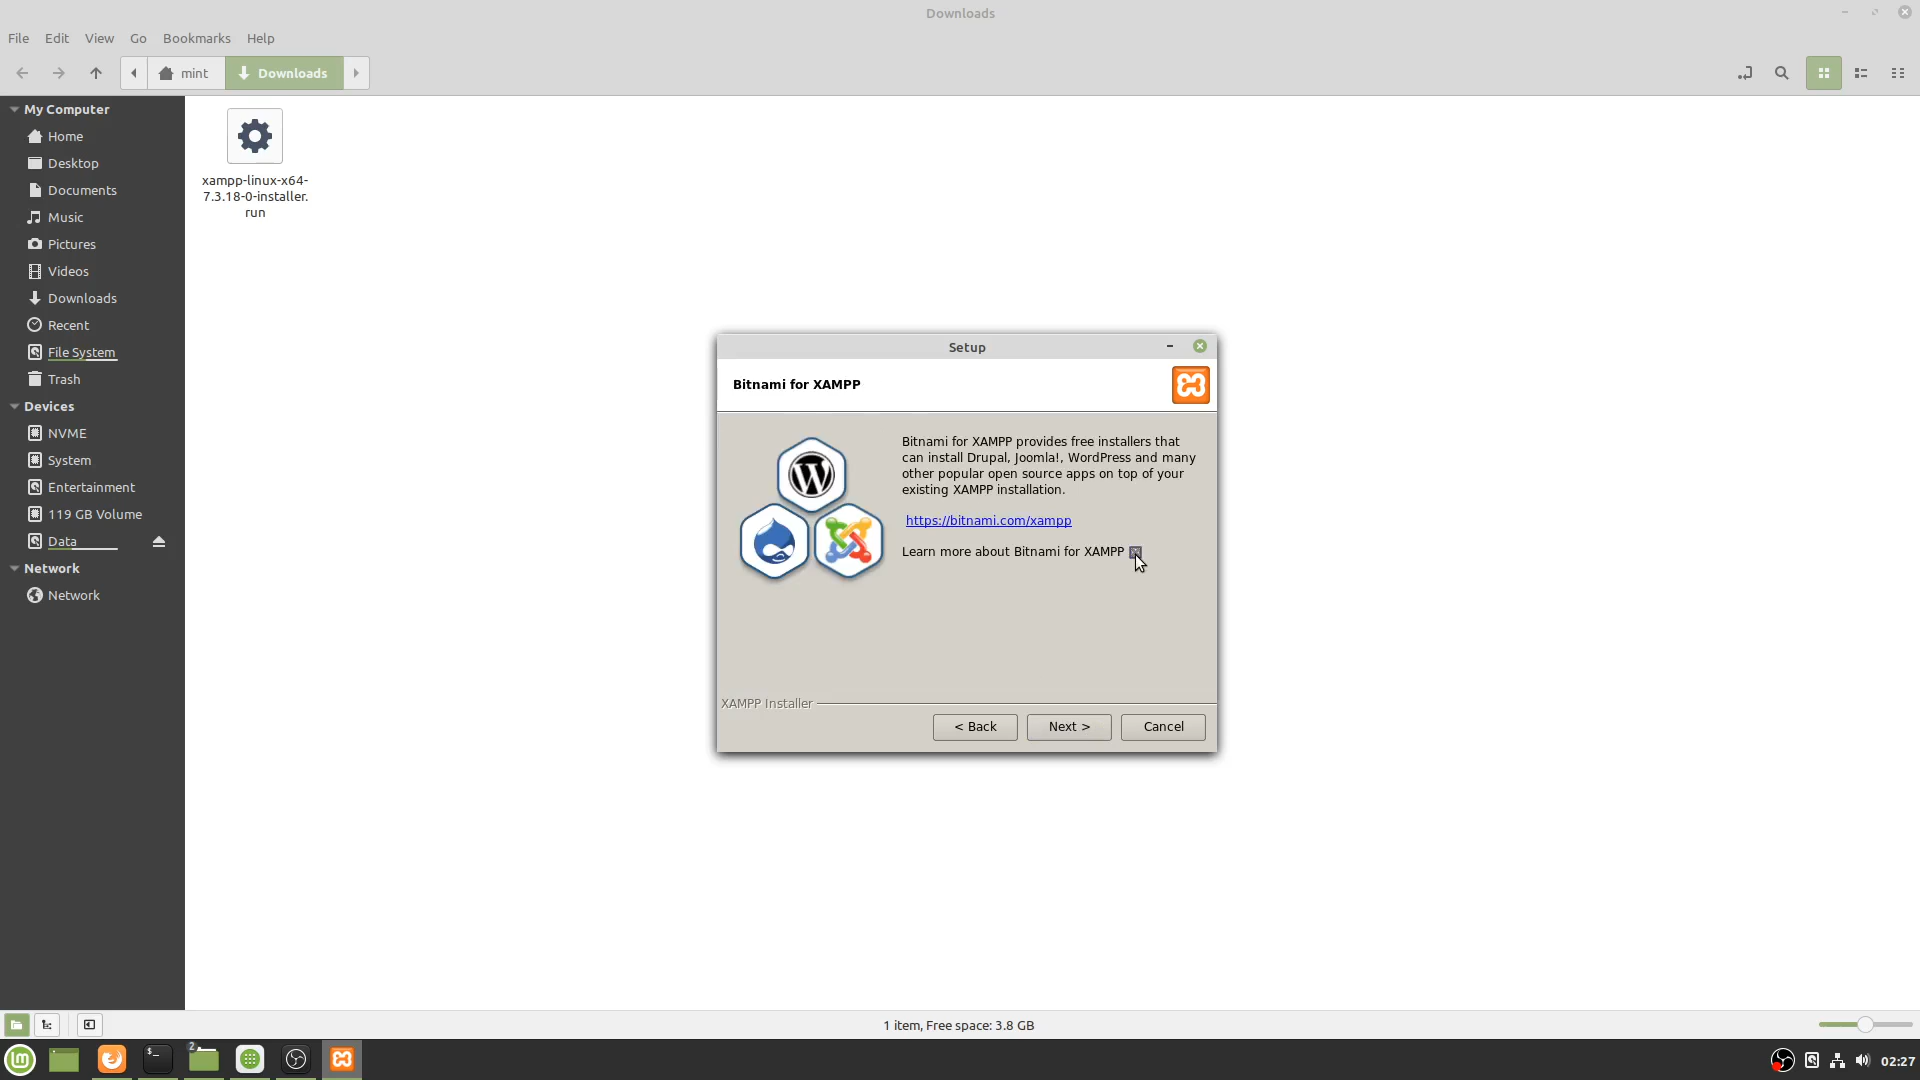 Downloads
File Edit View Go Bookmarks Help
mint Downloads
My Computer
Home
Desktop
Documents
Music
Pictures
Videos
Downloads
Recent
File System
Trash
Devices
NVME
System
Entertainment
119 GB Volume
Data
Network
Network
xampp-linux-x64-
7.3.18-0-installer.
run
Setup
Bitnami for XAMPP
Bitnami for XAMPP provides free installers that
can install Drupal, Joomla!, WordPress and many
other popular open source apps on top of your
existing XAMPP installation.
https://bitnami.com/xampp
Learn more about Bitnami for XAMPP
XAMPP Installer
< Back Next > Cancel
1 item, Free space: 3.8 GB
2
02:27